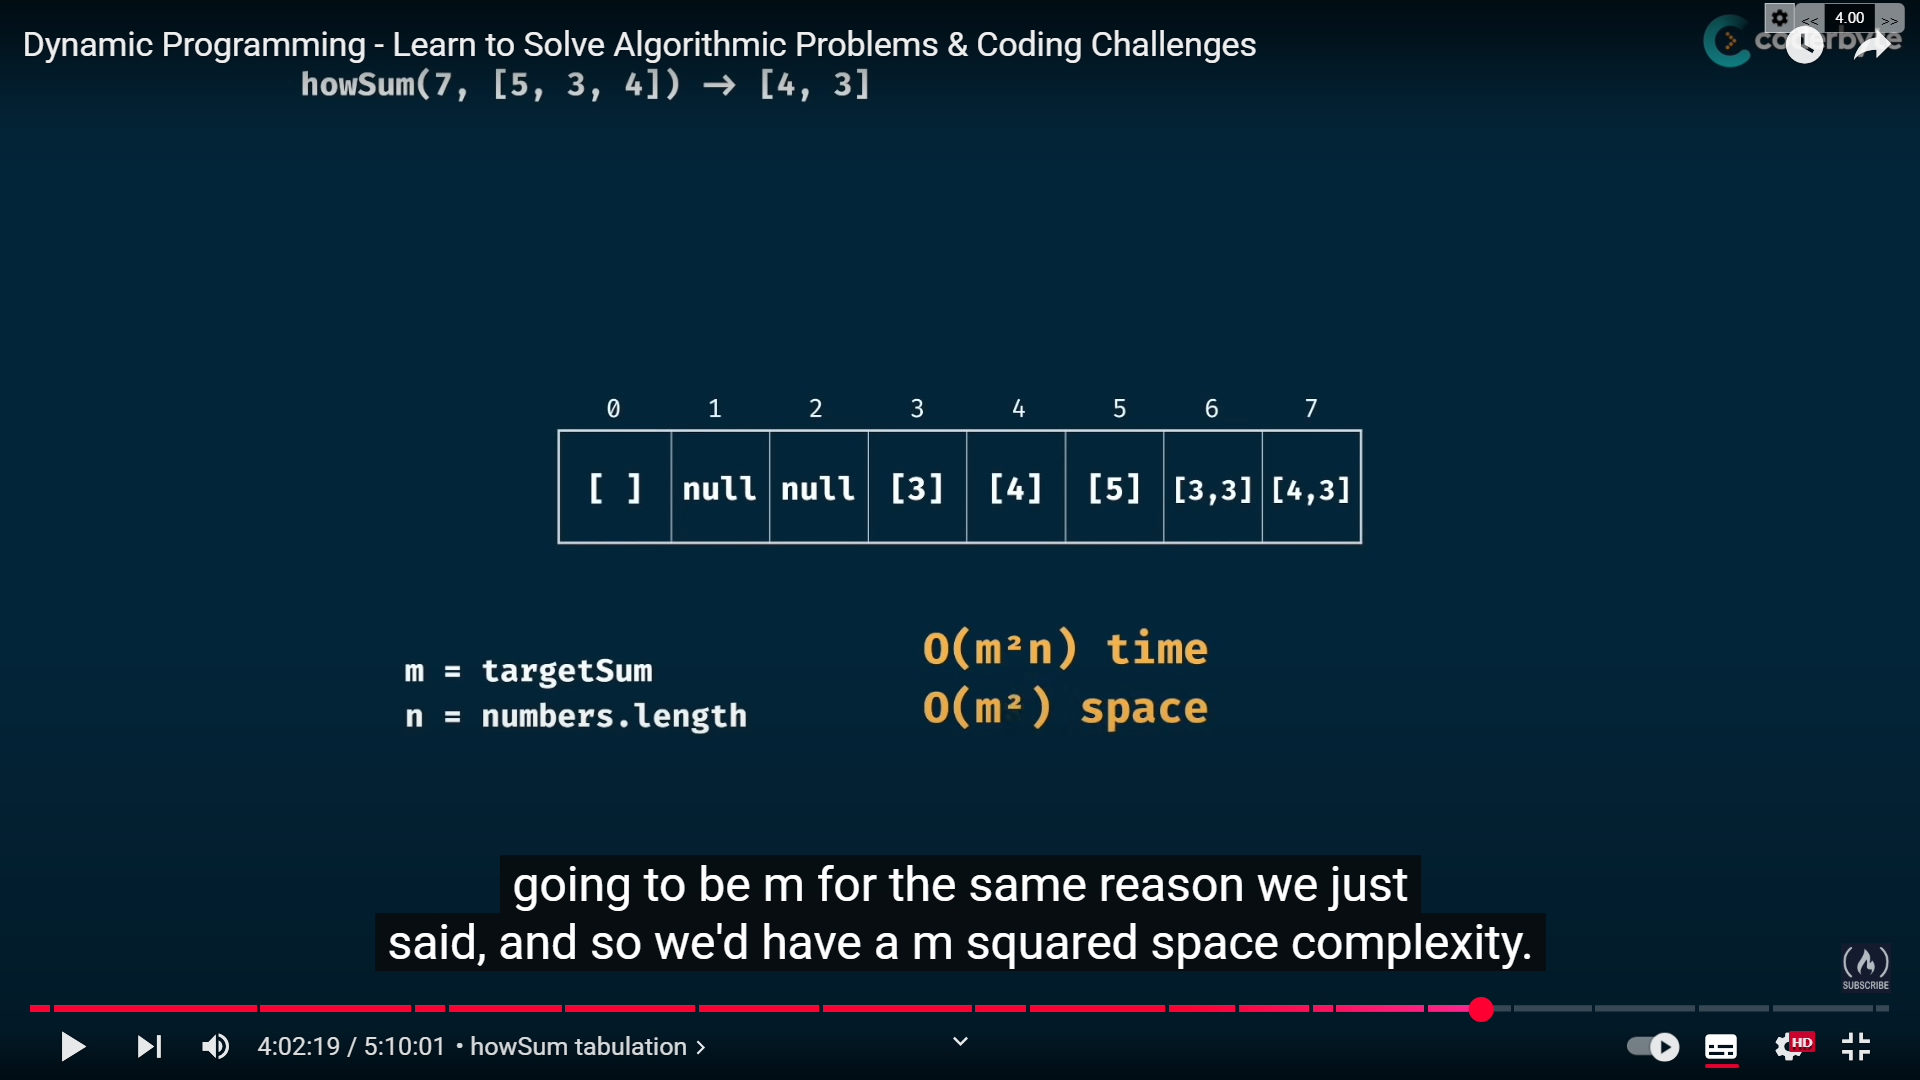 Dynamic Programming - Learn to Solve Algorithmic Problems & Coding Challenges
<< 4.00 >>
coderbyte
howSum(7, [5, 3, 4]) → [4, 3]
0 1 2 3 4 5 6 7
[ ] null null [3] [4] [5] [3,3] [4,3]
m = targetSum
n = numbers.length
O(m²n) time
O(m²) space
going to be m for the same reason we just
said, and so we'd have a m squared space complexity.
SUBSCRIBE
4:02:19 / 5:10:01 • howSum tabulation >
HD